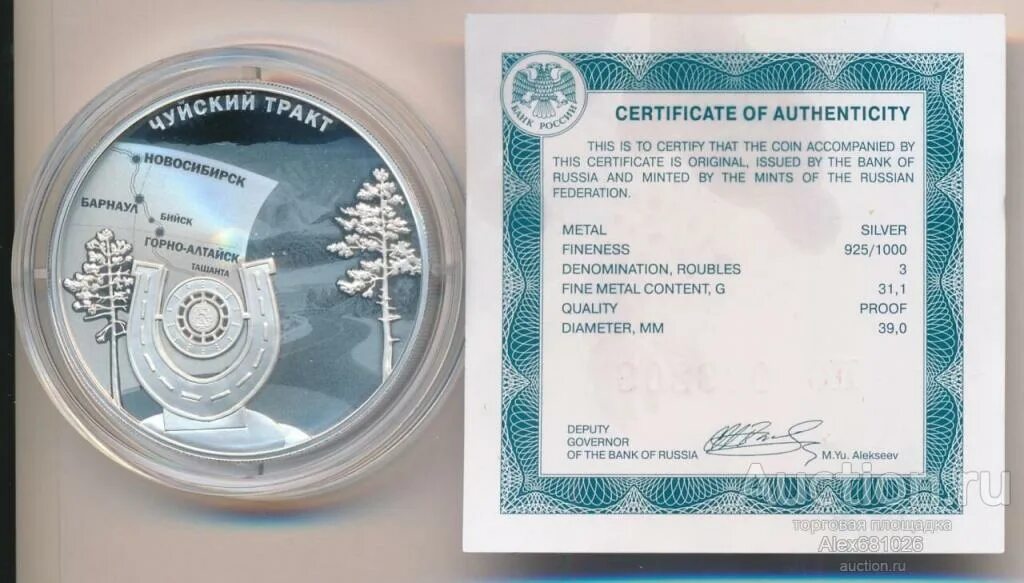 ЧУЙСКИЙ ТРАКТ
НОВОСИБИРСК
БАРНАУЛ
БИЙСК
ГОРНО-АЛТАЙСК
ТАШАНТА
БАНК РОССИИ
CERTIFICATE OF AUTHENTICITY
THIS IS TO CERTIFY THAT THE COIN ACCOMPANIED BY
THIS CERTIFICATE IS ORIGINAL, ISSUED BY THE BANK OF
RUSSIA AND MINTED BY THE MINTS OF THE RUSSIAN
FEDERATION.
METAL SILVER
FINENESS 925/1000
DENOMINATION, ROUBLES 3
FINE METAL CONTENT, G 31,1
QUALITY PROOF
DIAMETER, MM 39,0
DEPUTY
GOVERNOR
OF THE BANK OF RUSSIA M.Yu. Alekseev
Auction.ru
торговая площадка
Alex681026
auction.ru